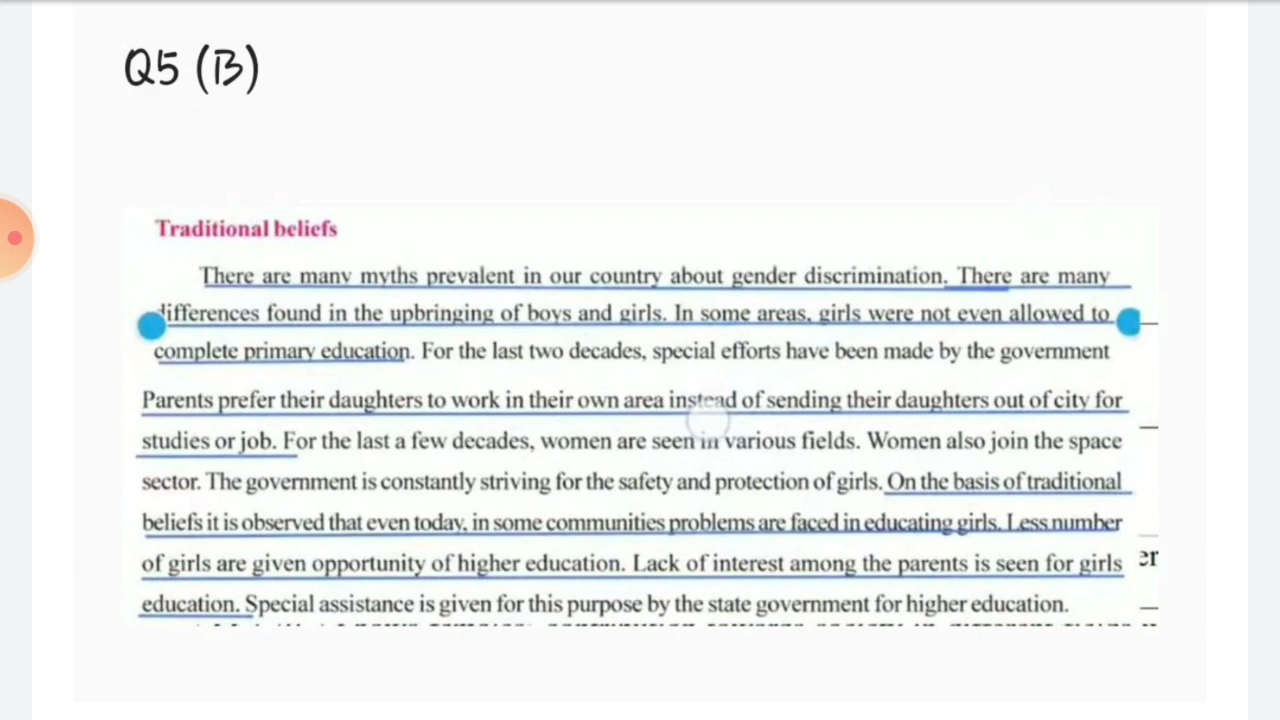 Q5 (B)
Traditional beliefs
There are many myths prevalent in our country about gender discrimination. There are many
differences found in the upbringing of boys and girls. In some areas, girls were not even allowed to
complete primary education. For the last two decades, special efforts have been made by the government
Parents prefer their daughters to work in their own area instead of sending their daughters out of city for
studies or job. For the last a few decades, women are seen in various fields. Women also join the space
sector. The government is constantly striving for the safety and protection of girls. On the basis of traditional
beliefs it is observed that even today, in some communities problems are faced in educating girls. Less number
of girls are given opportunity of higher education. Lack of interest among the parents is seen for girls
er
education. Special assistance is given for this purpose by the state government for higher education.